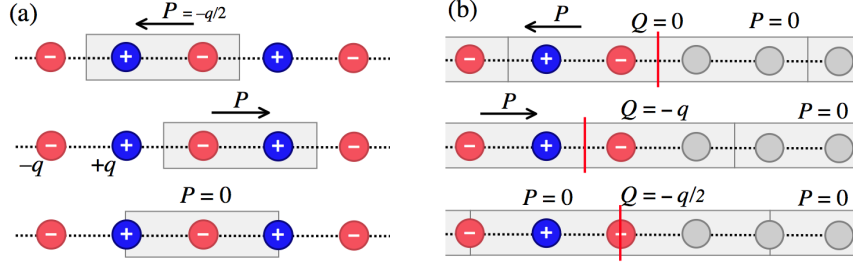 (a)
P = −q/2
− + − + −
P
− + − + −
−q +q
P = 0
− + − + −
(b)
P Q = 0 P = 0
− + −
P Q = −q P = 0
− + −
P = 0 Q = −q/2 P = 0
− + −